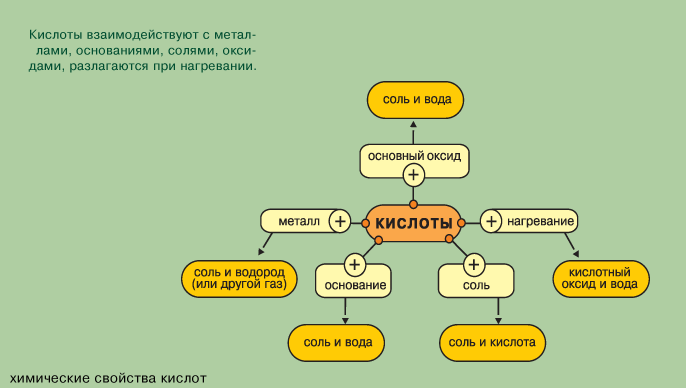 Кислоты взаимодействуют с метал-
лами, основаниями, солями, окси-
дами, разлагаются при нагревании.
соль и вода
основный оксид
+
металл +
КИСЛОТЫ
+ нагревание
соль и водород
(или другой газ)
+
основание
+
соль
кислотный
оксид и вода
соль и вода
соль и кислота
химические свойства кислот